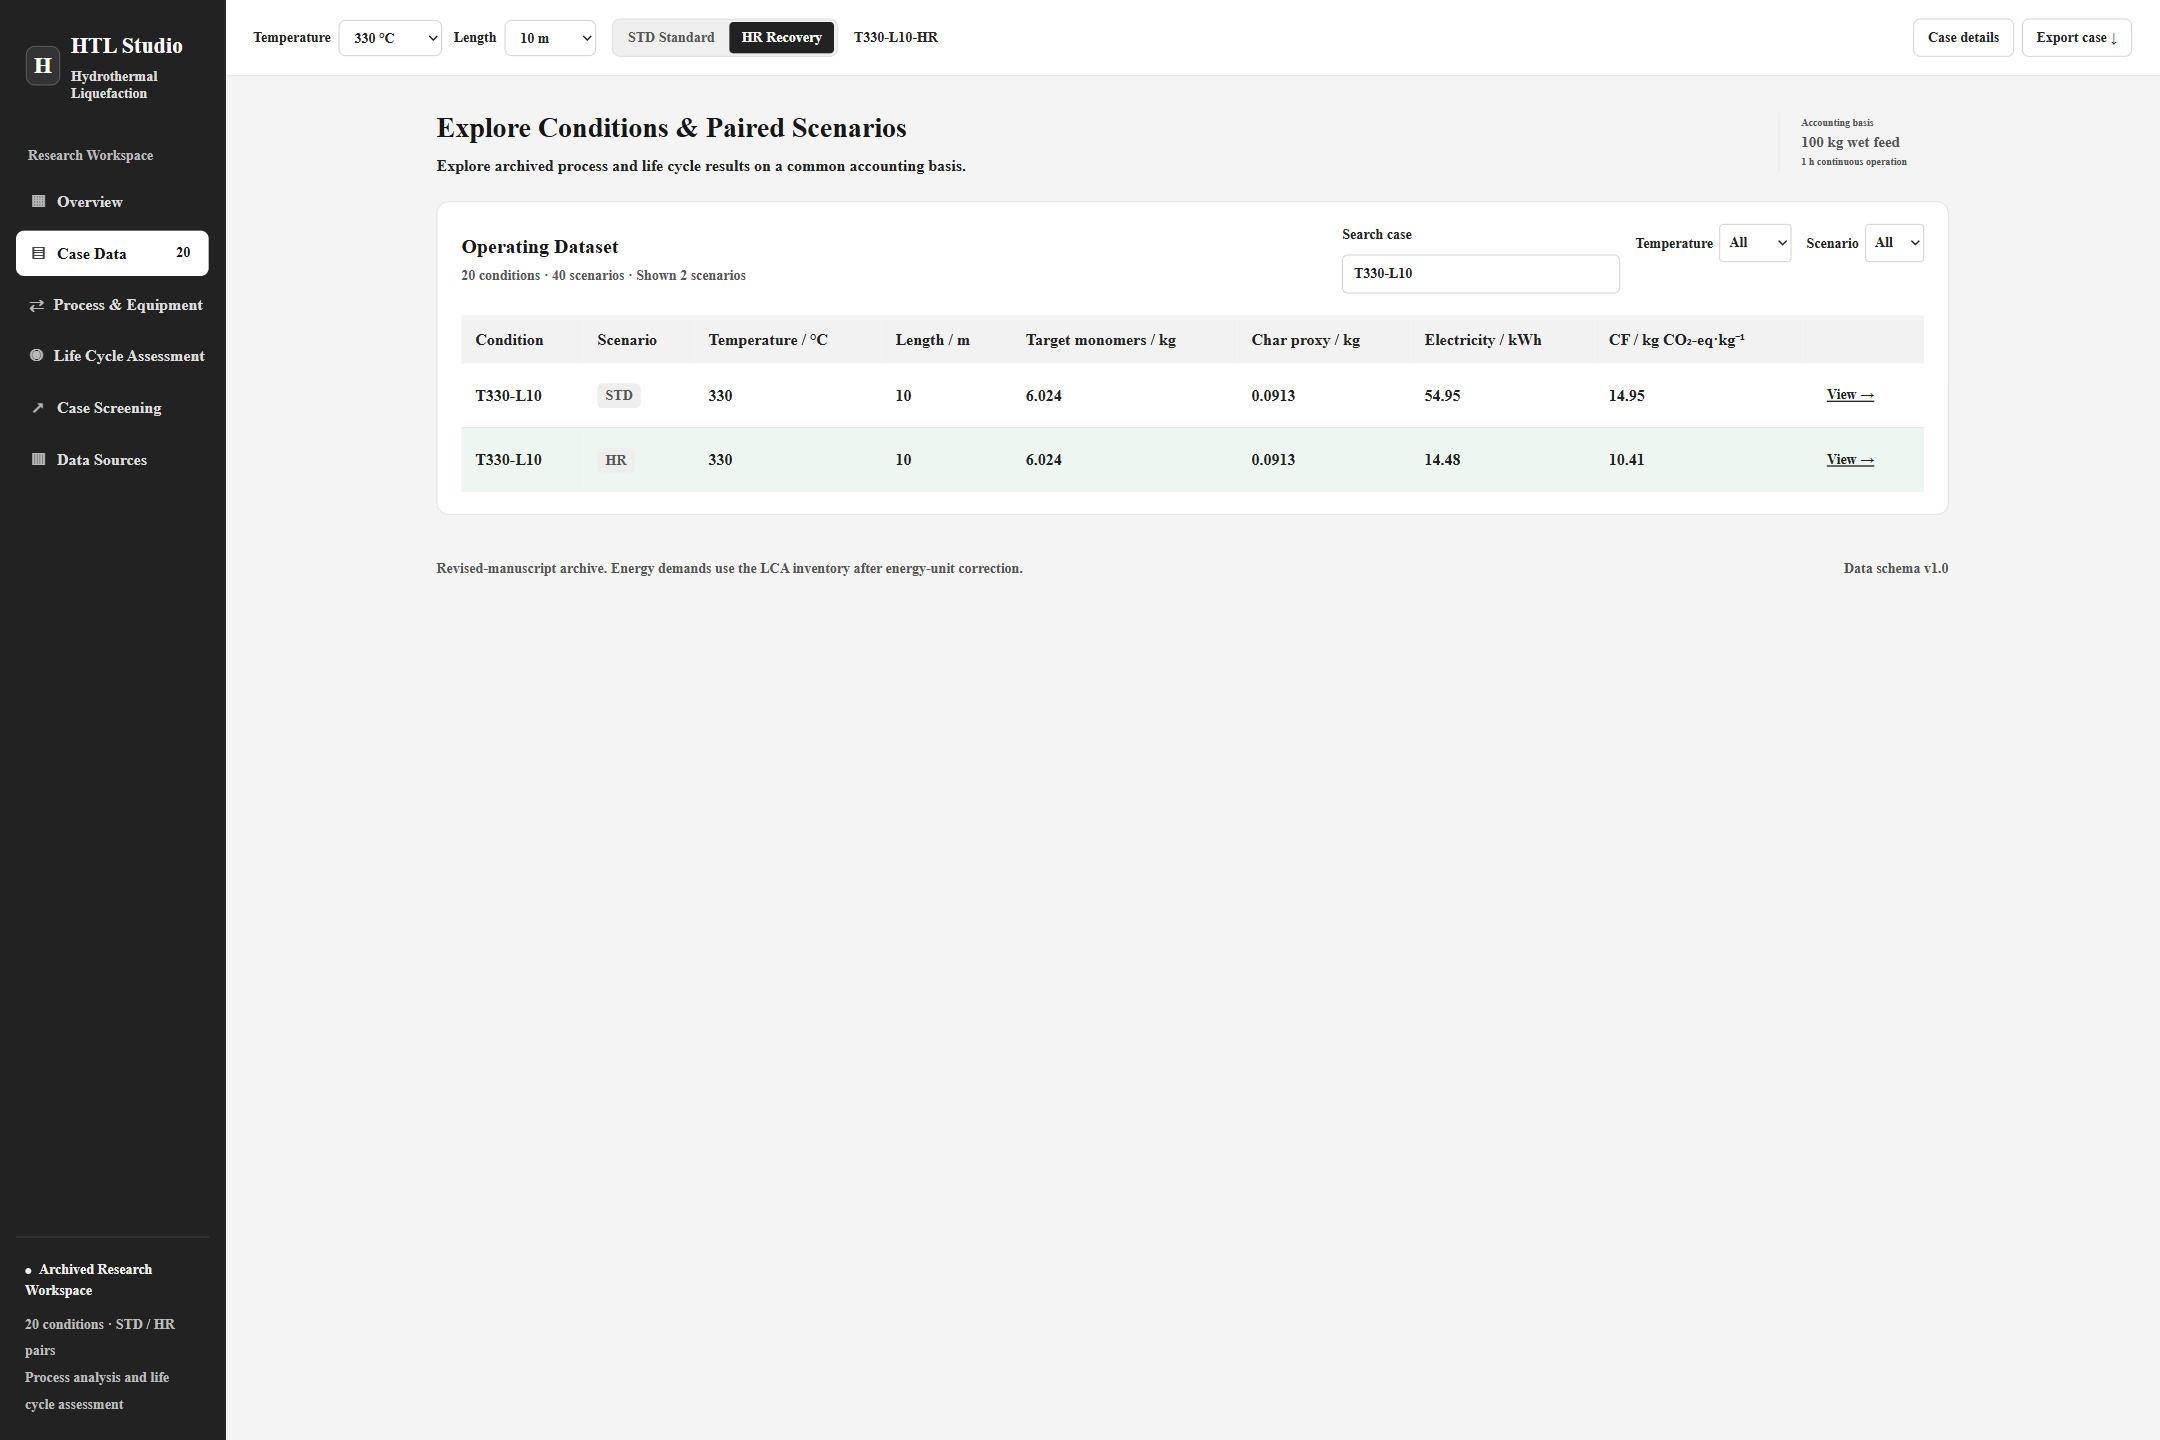 H
HTL Studio
Hydrothermal
Liquefaction
Research Workspace
Overview
Case Data 20
Process & Equipment
Life Cycle Assessment
Case Screening
Data Sources
● Archived Research
Workspace
20 conditions · STD / HR
pairs
Process analysis and life
cycle assessment
Temperature 330 °C Length 10 m STD Standard HR Recovery T330-L10-HR Case details Export case ↓
Explore Conditions & Paired Scenarios
Explore archived process and life cycle results on a common accounting basis.
Accounting basis
100 kg wet feed
1 h continuous operation
Operating Dataset
20 conditions · 40 scenarios · Shown 2 scenarios
Search case
T330-L10
Temperature All Scenario All
Condition Scenario Temperature / °C Length / m Target monomers / kg Char proxy / kg Electricity / kWh CF / kg CO₂-eq·kg⁻¹
T330-L10 STD 330 10 6.024 0.0913 54.95 14.95 View →
T330-L10 HR 330 10 6.024 0.0913 14.48 10.41 View →
Revised-manuscript archive. Energy demands use the LCA inventory after energy-unit correction.
Data schema v1.0